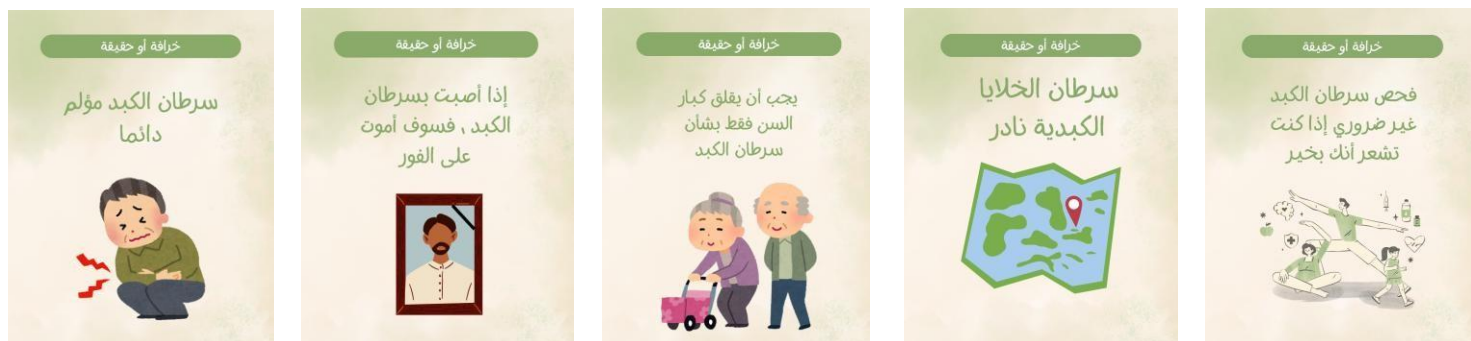 خرافة أو حقيقة
سرطان الكبد مؤلم
دائما
خرافة أو حقيقة
إذا أصبت بسرطان
الكبد ، فسوف أموت
على الفور
خرافة أو حقيقة
يجب أن يقلق كبار
السن فقط بشأن
سرطان الكبد
خرافة أو حقيقة
سرطان الخلايا
الكبدية نادر
خرافة أو حقيقة
فحص سرطان الكبد
غير ضروري إذا كنت
تشعر أنك بخير